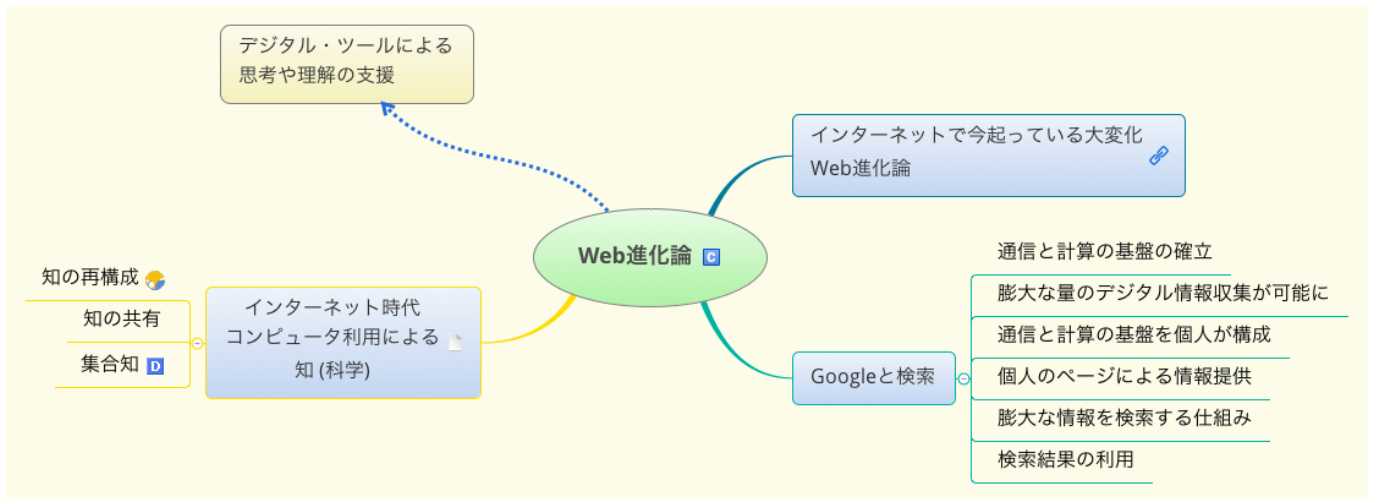 デジタル・ツールによる
思考や理解の支援
インターネットで今起っている大変化
Web進化論
Web進化論 C
知の再構成
知の共有
集合知 D
インターネット時代
コンピュータ利用による
知 (科学)
Googleと検索
通信と計算の基盤の確立
膨大な量のデジタル情報収集が可能に
通信と計算の基盤を個人が構成
個人のページによる情報提供
膨大な情報を検索する仕組み
検索結果の利用